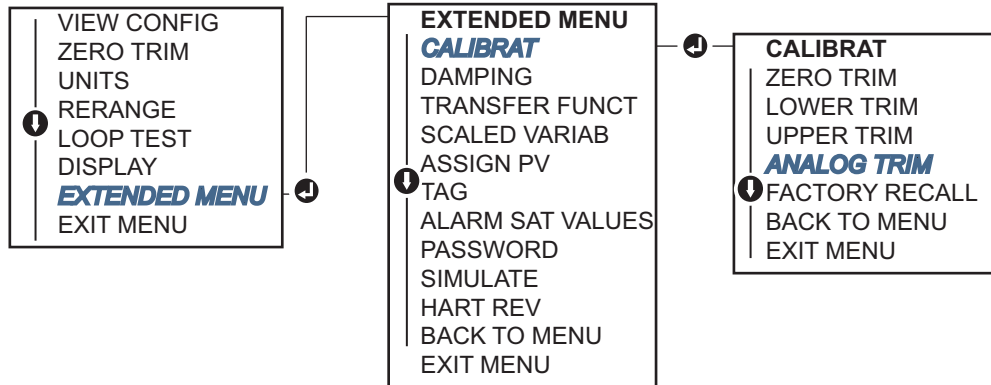 VIEW CONFIG
ZERO TRIM
UNITS
RERANGE
LOOP TEST
DISPLAY
EXTENDED MENU
EXIT MENU
EXTENDED MENU
CALIBRAT
DAMPING
TRANSFER FUNCT
SCALED VARIAB
ASSIGN PV
TAG
ALARM SAT VALUES
PASSWORD
SIMULATE
HART REV
BACK TO MENU
EXIT MENU
CALIBRAT
ZERO TRIM
LOWER TRIM
UPPER TRIM
ANALOG TRIM
FACTORY RECALL
BACK TO MENU
EXIT MENU